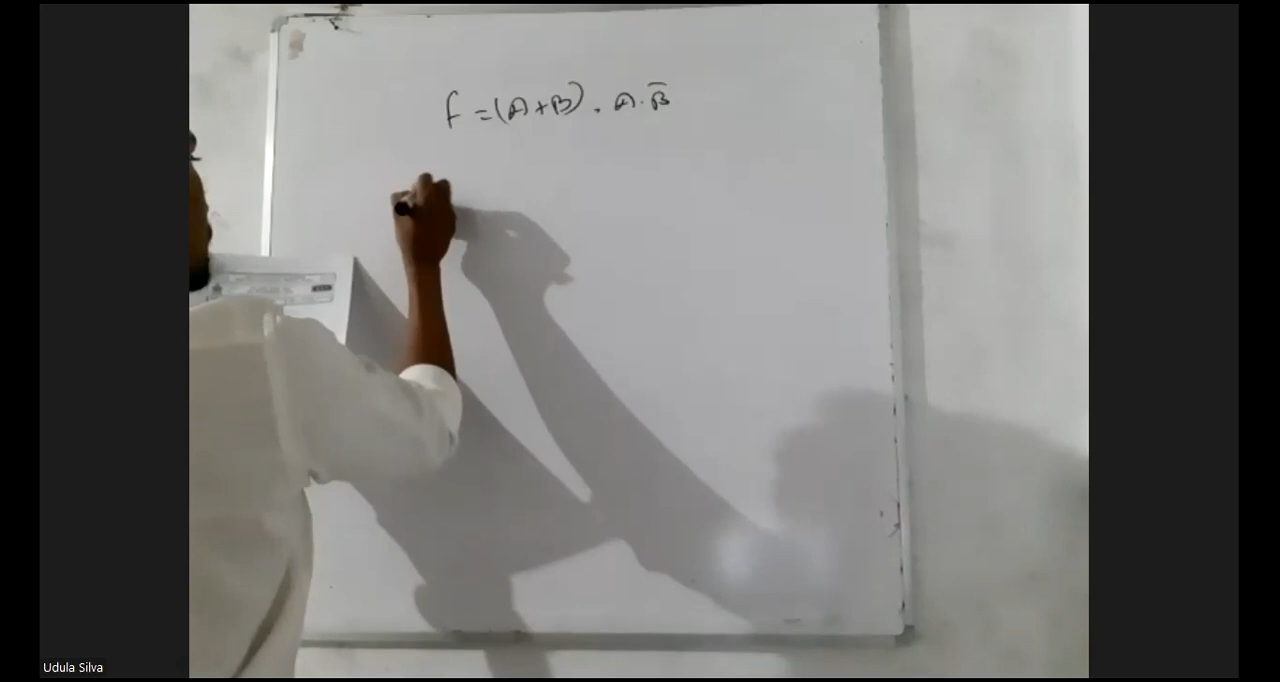 f = (A+B) . A . B̅
Udula Silva